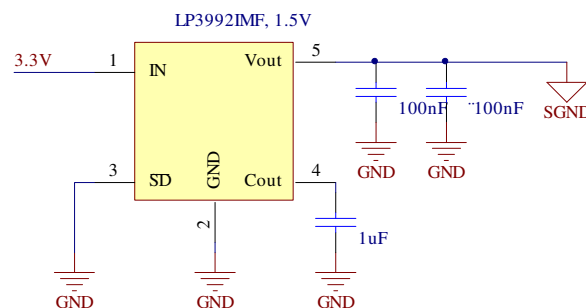 LP3992IMF, 1.5V
3.3V
1
IN
Vout
5
100nF
¨100nF
SGND
GND
GND
3
SD
GND
Cout
4
2
1uF
GND
GND
GND